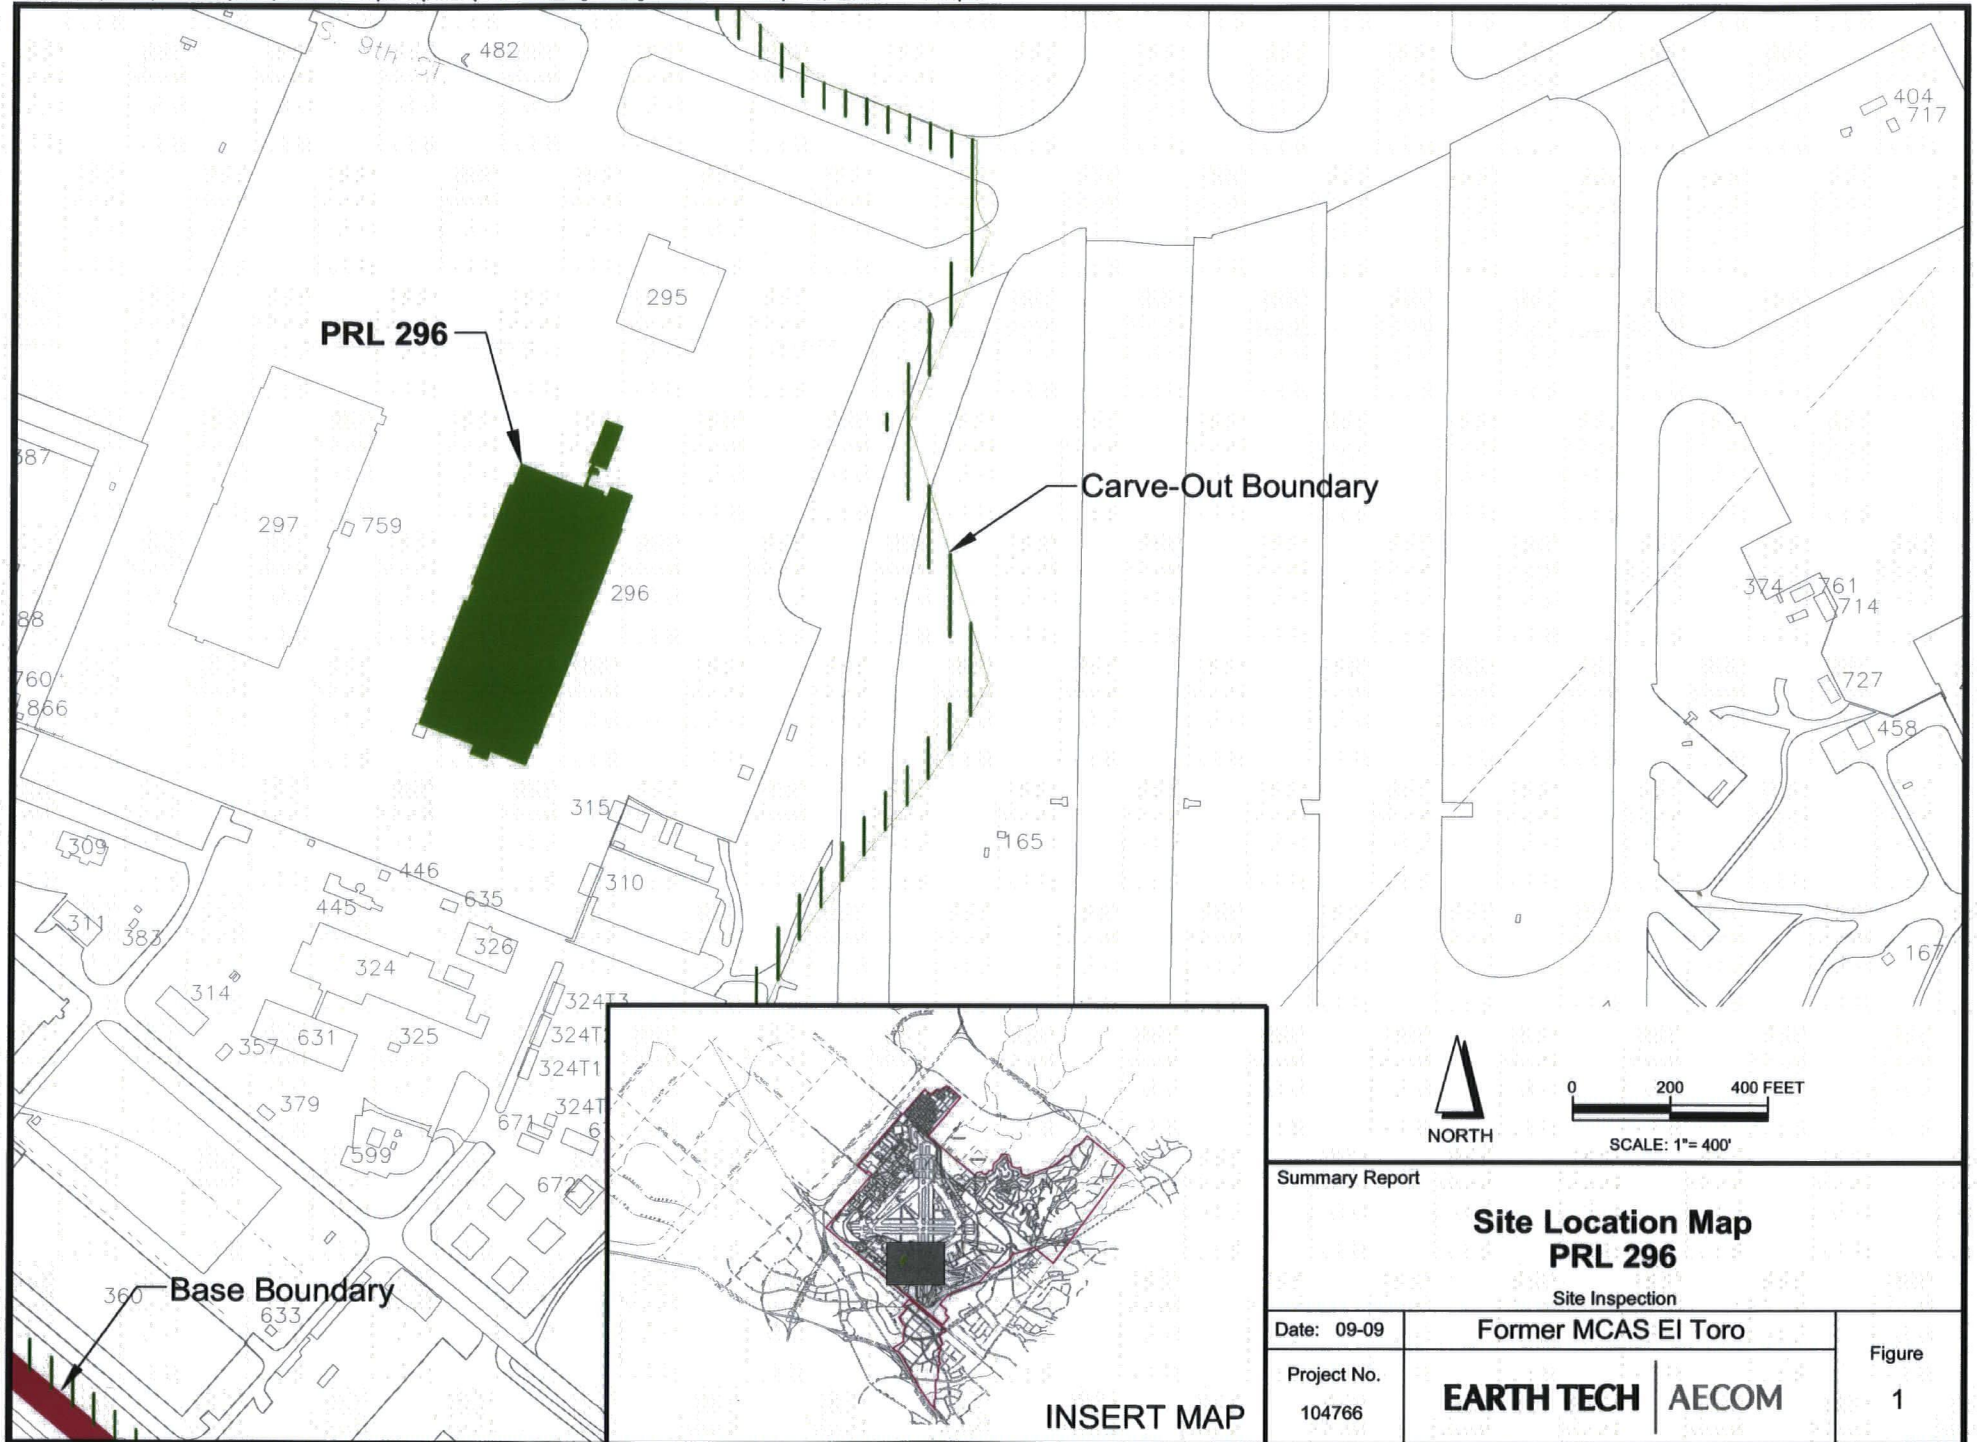 S. 9th ST.
482
404
717
295
PRL 296
Carve-Out Boundary
387
297
759
296
88
374
761
714
760
866
727
458
315
309
165
446
310
635
445
311
383
326
324
167
314
324T3
631
325
324T
357
324T1
379
324T
671
6
599
672
360
Base Boundary
633
INSERT MAP
NORTH
0 200 400 FEET
SCALE: 1"= 400'
Summary Report
Site Location Map
PRL 296
Site Inspection
Date: 09-09
Former MCAS El Toro
Project No.
104766
EARTH TECH | AECOM
Figure
1